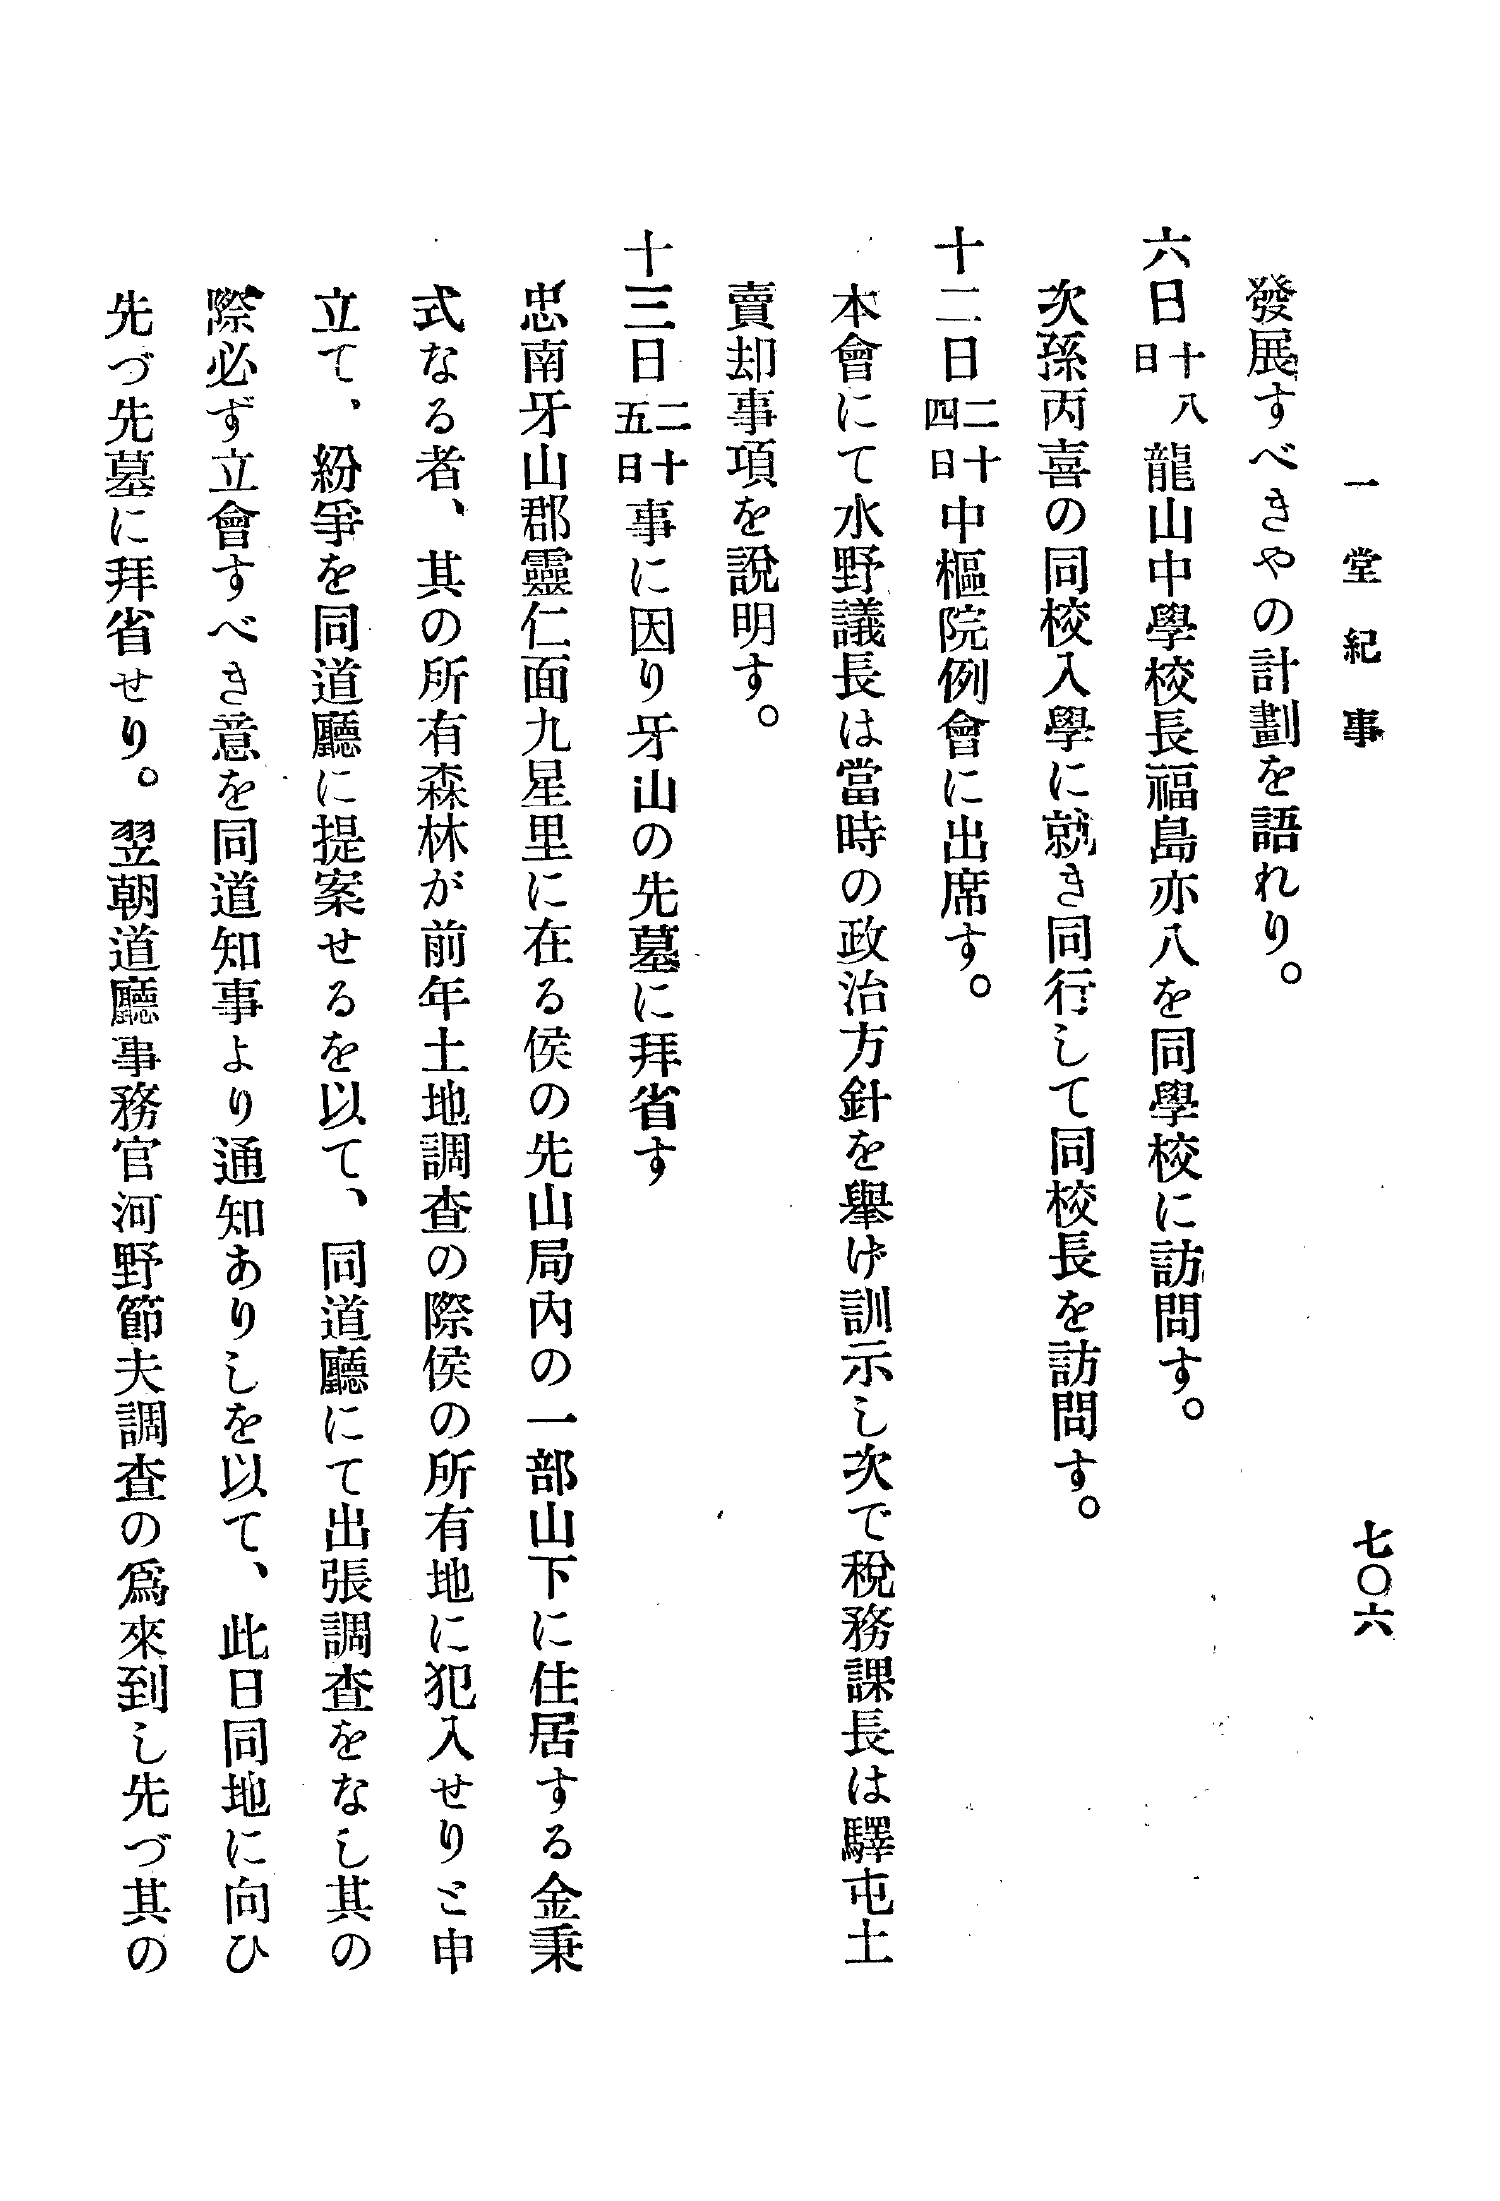 一堂紀事
七〇六
發展すべきやの計劃を語れり。
六日十八日龍山中學校長福島亦八を同學校に訪問す。
次孫丙喜の同校入學に就き同行して同校長を訪問す。
十二日二十四日中樞院例會に出席す。
本會にて水野議長は當時の政治方針を擧げ訓示し次で稅務課長は驛屯土
賣却事項を說明す。
十三日二十五日事に因り牙山の先墓に拜省す
忠南牙山郡靈仁面九星里に在る侯の先山局內の一部山下に住居する金秉
式なる者、其の所有森林が前年土地調查の際侯の所有地に犯入せりと申
立て、紛爭を同道廳に提案せるを以て、同道廳にて出張調查をなし其の
際必ず立會すべき意を同道知事より通知ありしを以て、此日同地に向ひ
先づ先墓に拜省せり。翌朝道廳事務官河野節夫調查の爲來到し先づ其の